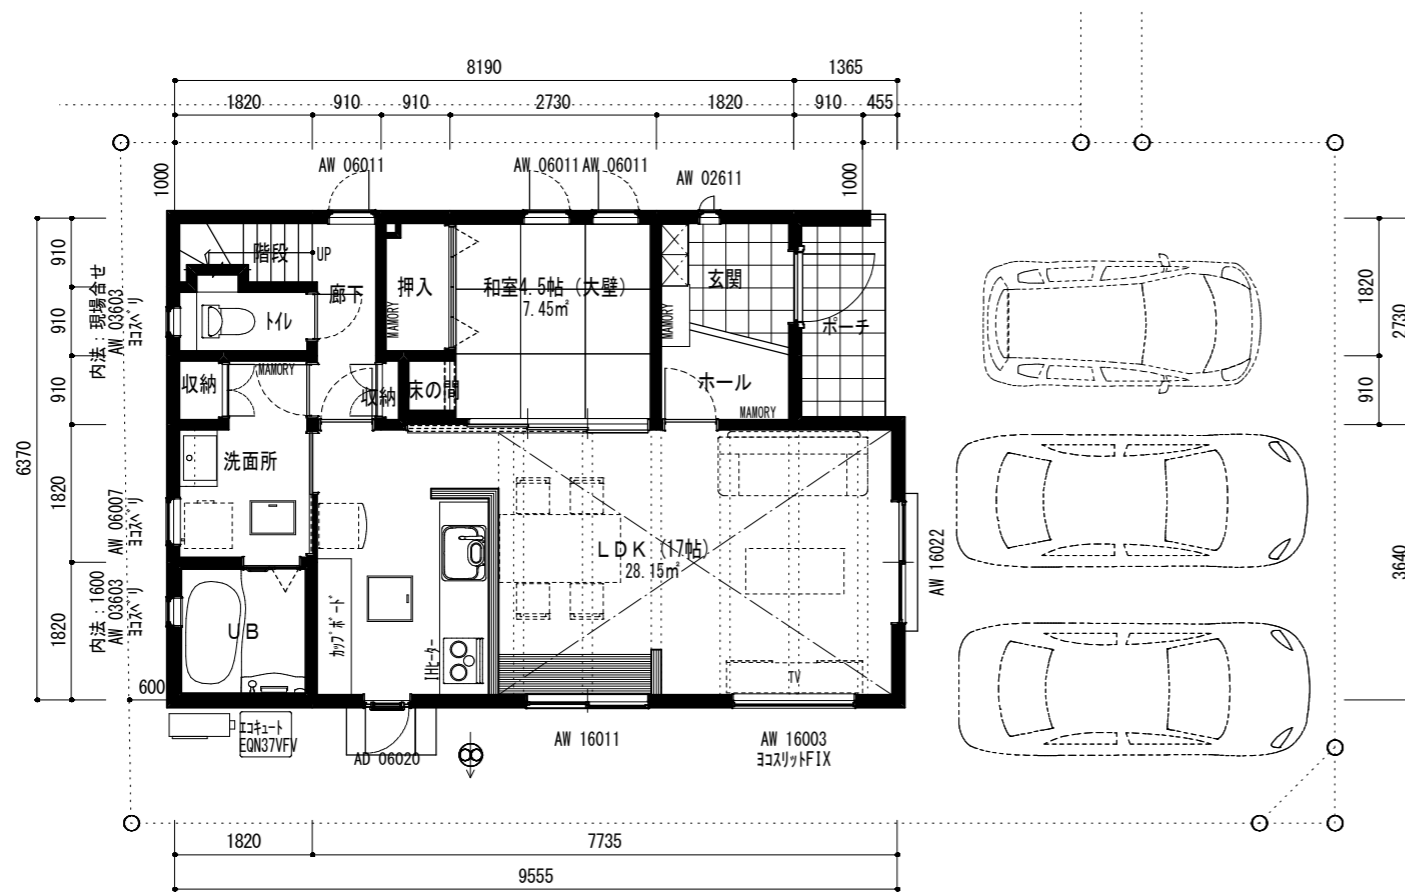 8190
1365
1820
910
910
2730
1820
910
455
1000
1000
AW 06011
AW 06011
AW 06011
AW 02611
910
910
910
1820
1820
6370
内法：現場合せ
AW 03603
ヨコスベリ
AW 06007
ヨコスベリ
内法：1600
AW 03603
ヨコスベリ
600
階段
UP
廊下
押入
MAMORY
和室4.5帖（大壁）
7.45㎡
玄関
MAMORY
ポーチ
トイレ
収納
MAMORY
収納
床の間
ホール
MAMORY
洗面所
LDK（17帖）
28.15㎡
UB
カップボード
IHヒーター
TV
AW 16022
1820
2730
910
3640
エコキュート
EQN37VFV
AD 06020
AW 16011
AW 16003
ヨコスリットFIX
1820
7735
9555